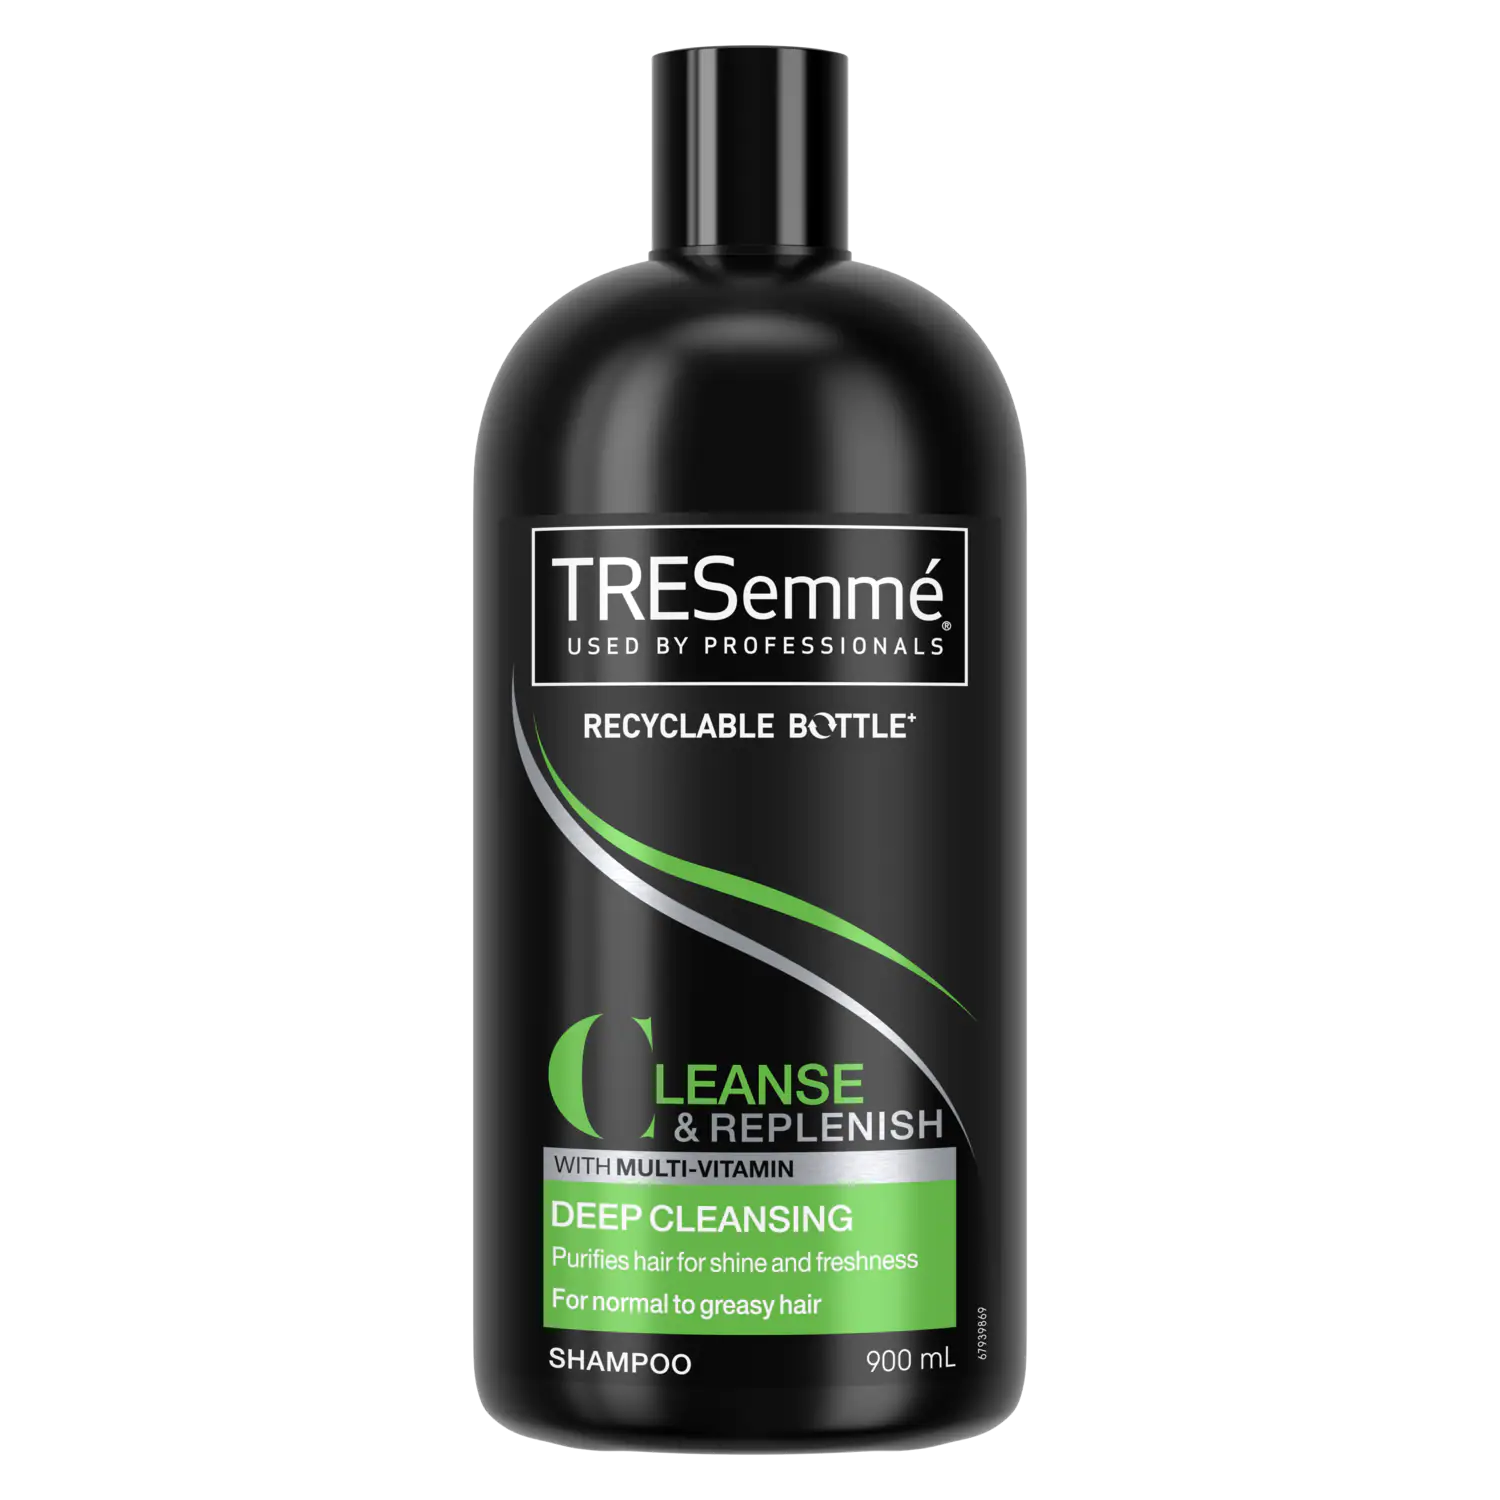 TRESemmé®
USED BY PROFESSIONALS
RECYCLABLE BOTTLE+
CLEANSE
& REPLENISH
WITH MULTI-VITAMIN
DEEP CLEANSING
Purifies hair for shine and freshness
For normal to greasy hair
SHAMPOO
900 mL
67939869